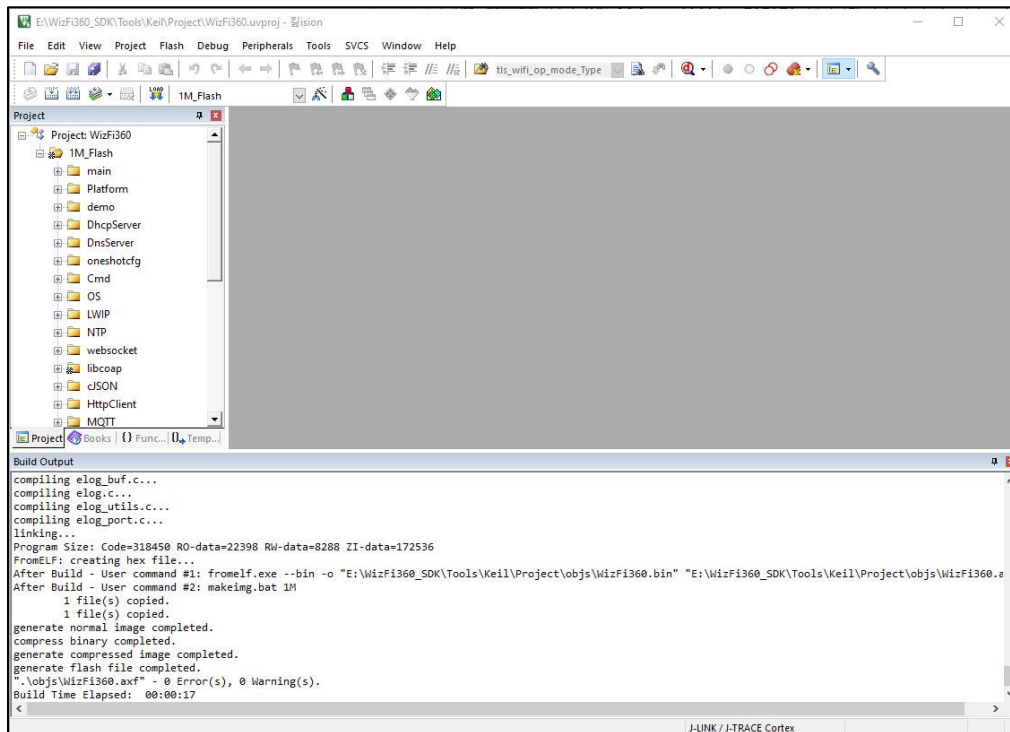 E:\WizFi360_SDK\Tools\Keil\Project\WizFi360.uvproj - 킮ision
File Edit View Project Flash Debug Peripherals Tools SVCS Window Help
tls_wifi_op_mode_Type
LOAD 1M_Flash
Project
Project: WizFi360
1M_Flash
main
Platform
demo
DhcpServer
DnsServer
oneshotcfg
Cmd
OS
LWIP
NTP
websocket
libcoap
cJSON
HttpClient
MQTT
Project Books {} Func... Temp...
Build Output
compiling elog_buf.c...
compiling elog.c...
compiling elog_utils.c...
compiling elog_port.c...
linking...
Program Size: Code=318450 RO-data=22398 RW-data=8288 ZI-data=172536
FromELF: creating hex file...
After Build - User command #1: fromelf.exe --bin -o "E:\WizFi360_SDK\Tools\Keil\Project\objs\WizFi360.bin" "E:\WizFi360_SDK\Tools\Keil\Project\objs\WizFi360.a
After Build - User command #2: makeimg.bat 1M
1 file(s) copied.
1 file(s) copied.
generate normal image completed.
compress binary completed.
generate compressed image completed.
generate flash file completed.
".\objs\WizFi360.axf" - 0 Error(s), 0 Warning(s).
Build Time Elapsed: 00:00:17
J-LINK / J-TRACE Cortex